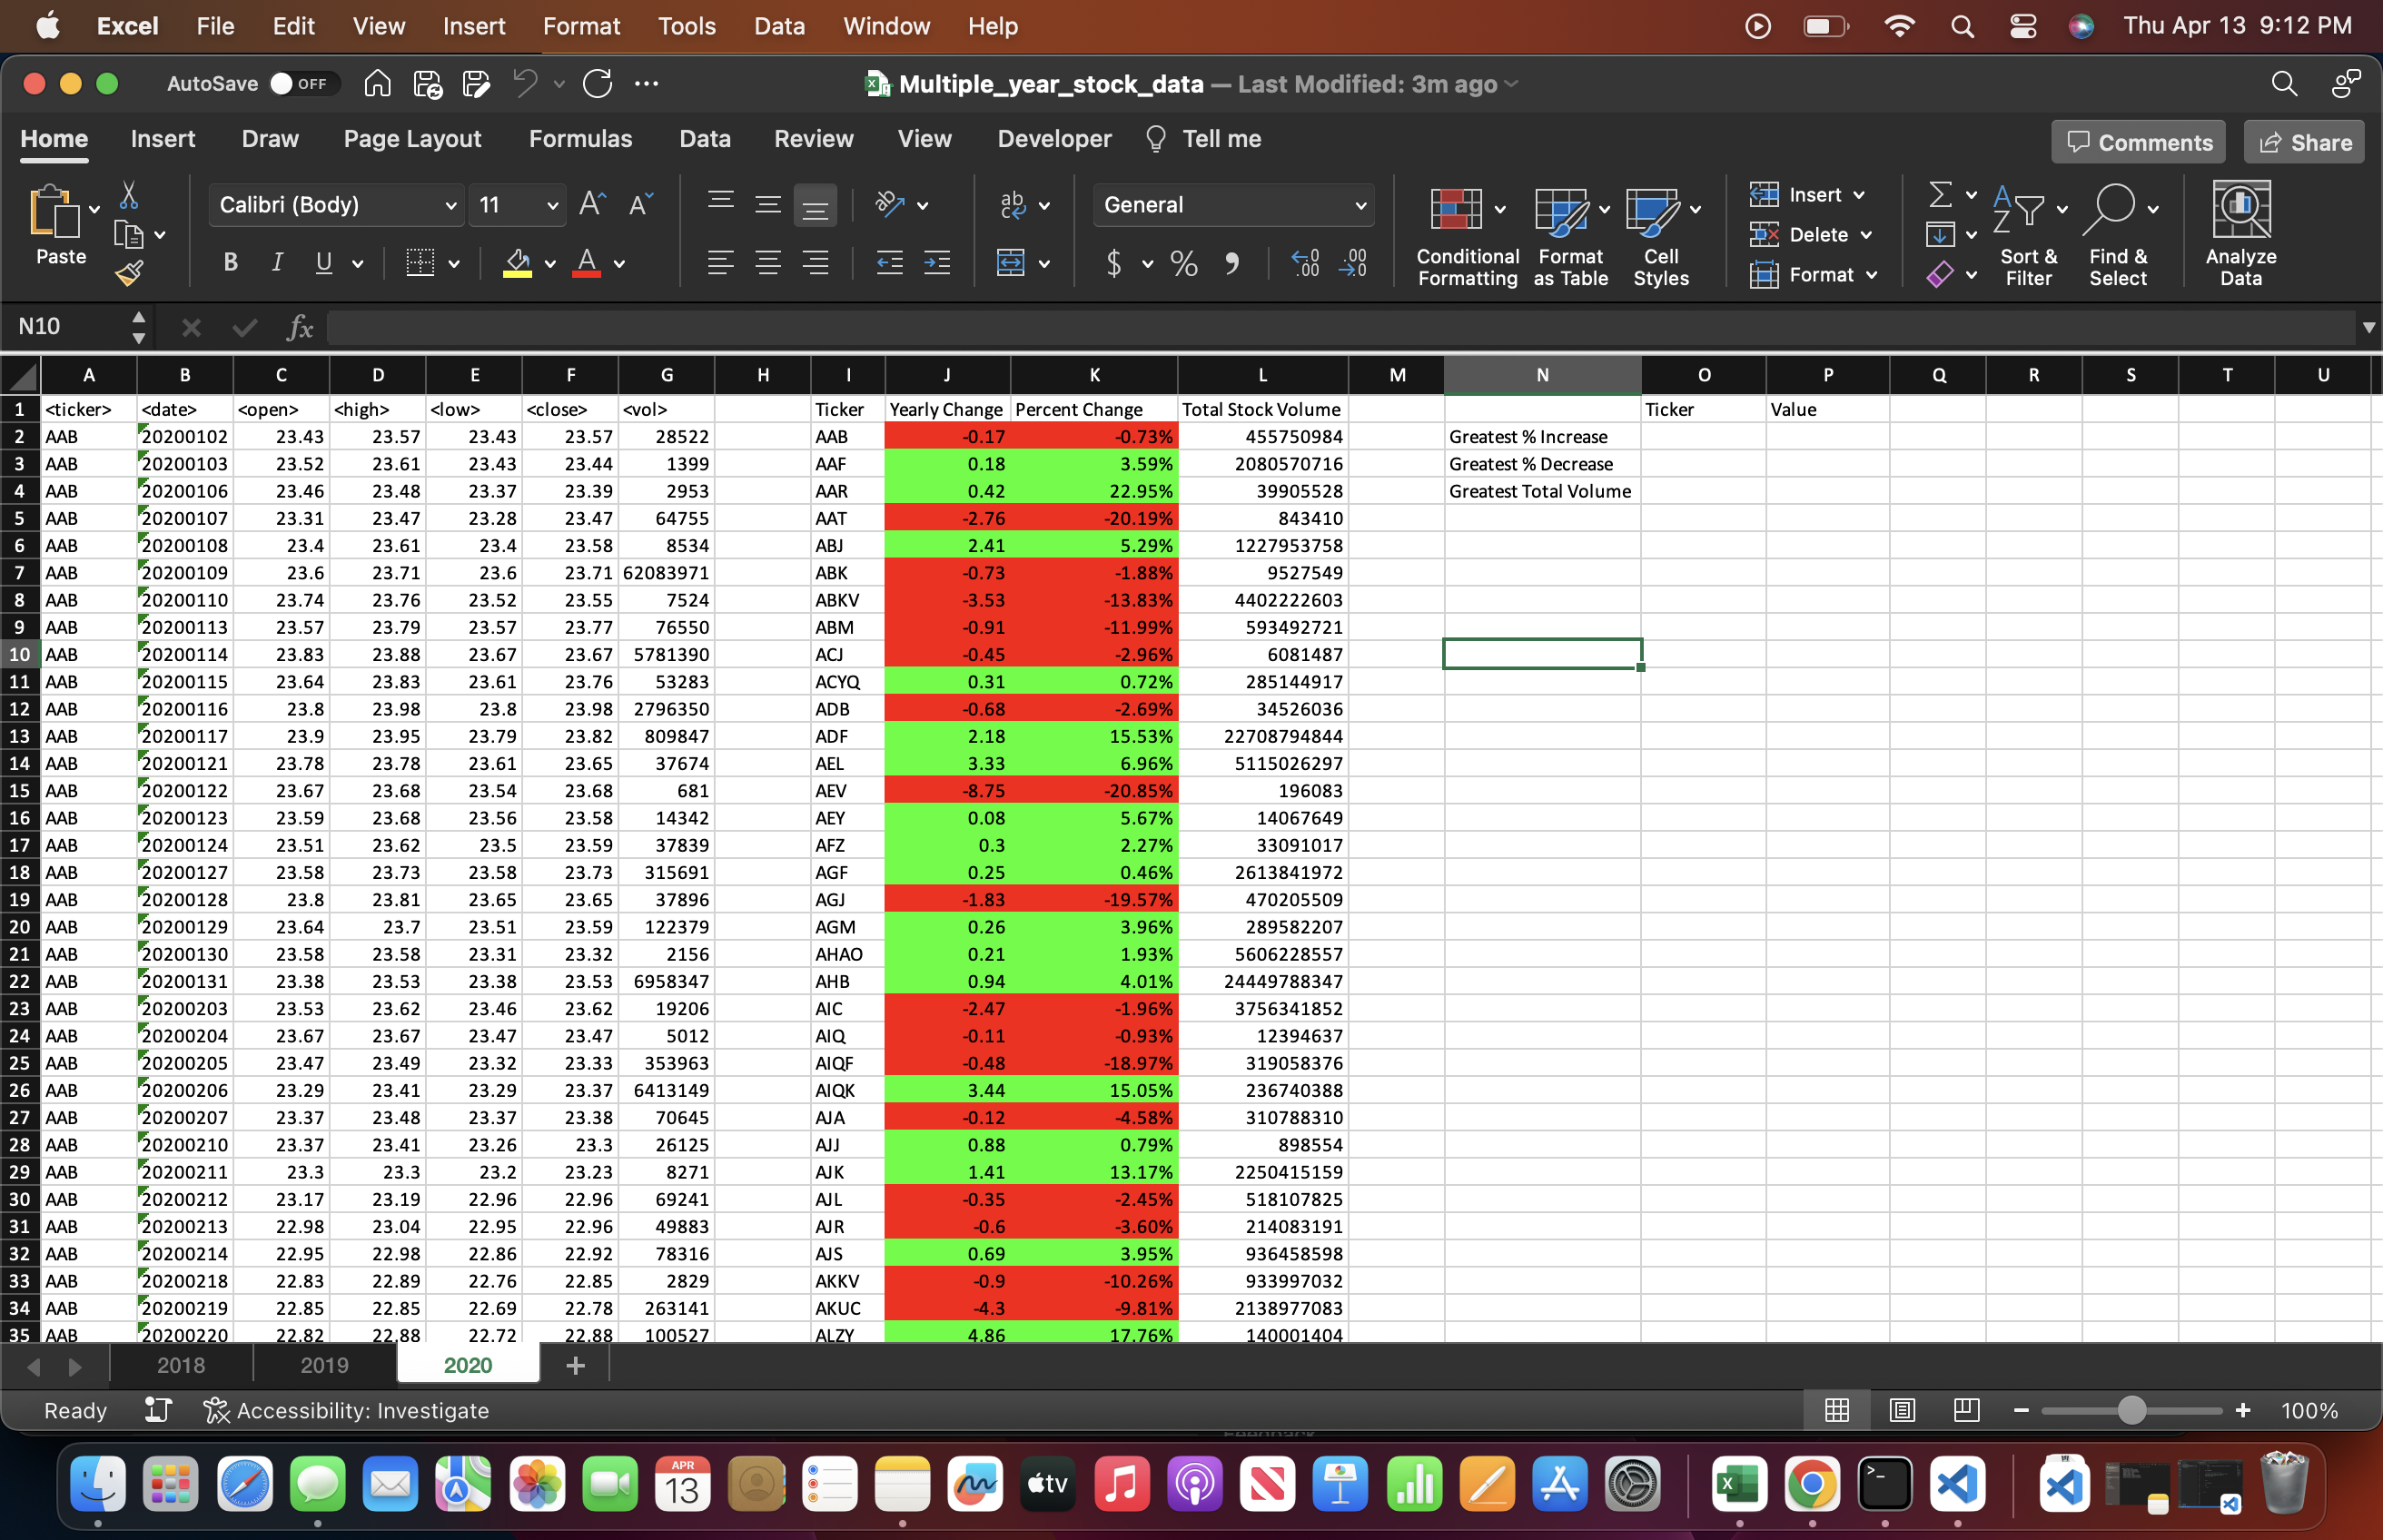 Excel File Edit View Insert Format Tools Data Window Help Thu Apr 13 9:12 PM
AutoSave OFF Multiple_year_stock_data — Last Modified: 3m ago
Home Insert Draw Page Layout Formulas Data Review View Developer Tell me Comments Share
Paste Calibri (Body) 11 General Conditional Formatting Format as Table Cell Styles Insert Delete Format Sort & Filter Find & Select Analyze Data
N10 fx
A B C D E F G H I J K L M N O P Q R S T U
1 <ticker> <date> <open> <high> <low> <close> <vol> Ticker Yearly Change Percent Change Total Stock Volume Ticker Value
2 AAB 20200102 23.43 23.57 23.43 23.57 28522 AAB -0.17 -0.73% 455750984 Greatest % Increase
3 AAB 20200103 23.52 23.61 23.43 23.44 1399 AAF 0.18 3.59% 2080570716 Greatest % Decrease
4 AAB 20200106 23.46 23.48 23.37 23.39 2953 AAR 0.42 22.95% 39905528 Greatest Total Volume
5 AAB 20200107 23.31 23.47 23.28 23.47 64755 AAT -2.76 -20.19% 843410
6 AAB 20200108 23.4 23.61 23.4 23.58 8534 ABJ 2.41 5.29% 1227953758
7 AAB 20200109 23.6 23.71 23.6 23.71 62083971 ABK -0.73 -1.88% 9527549
8 AAB 20200110 23.74 23.76 23.52 23.55 7524 ABKV -3.53 -13.83% 4402222603
9 AAB 20200113 23.57 23.79 23.57 23.77 76550 ABM -0.91 -11.99% 593492721
10 AAB 20200114 23.83 23.88 23.67 23.67 5781390 ACJ -0.45 -2.96% 6081487
11 AAB 20200115 23.64 23.83 23.61 23.76 53283 ACYQ 0.31 0.72% 285144917
12 AAB 20200116 23.8 23.98 23.8 23.98 2796350 ADB -0.68 -2.69% 34526036
13 AAB 20200117 23.9 23.95 23.79 23.82 809847 ADF 2.18 15.53% 22708794844
14 AAB 20200121 23.78 23.78 23.61 23.65 37674 AEL 3.33 6.96% 5115026297
15 AAB 20200122 23.67 23.68 23.54 23.68 681 AEV -8.75 -20.85% 196083
16 AAB 20200123 23.59 23.68 23.56 23.58 14342 AEY 0.08 5.67% 14067649
17 AAB 20200124 23.51 23.62 23.5 23.59 37839 AFZ 0.3 2.27% 33091017
18 AAB 20200127 23.58 23.73 23.58 23.73 315691 AGF 0.25 0.46% 2613841972
19 AAB 20200128 23.8 23.81 23.65 23.65 37896 AGJ -1.83 -19.57% 470205509
20 AAB 20200129 23.64 23.7 23.51 23.59 122379 AGM 0.26 3.96% 289582207
21 AAB 20200130 23.58 23.58 23.31 23.32 2156 AHAO 0.21 1.93% 5606228557
22 AAB 20200131 23.38 23.53 23.38 23.53 6958347 AHB 0.94 4.01% 24449788347
23 AAB 20200203 23.53 23.62 23.46 23.62 19206 AIC -2.47 -1.96% 3756341852
24 AAB 20200204 23.67 23.67 23.47 23.47 5012 AIQ -0.11 -0.93% 12394637
25 AAB 20200205 23.47 23.49 23.32 23.33 353963 AIQF -0.48 -18.97% 319058376
26 AAB 20200206 23.29 23.41 23.29 23.37 6413149 AIQK 3.44 15.05% 236740388
27 AAB 20200207 23.37 23.48 23.37 23.38 70645 AJA -0.12 -4.58% 310788310
28 AAB 20200210 23.37 23.41 23.26 23.3 26125 AJJ 0.88 0.79% 898554
29 AAB 20200211 23.3 23.3 23.2 23.23 8271 AJK 1.41 13.17% 2250415159
30 AAB 20200212 23.17 23.19 22.96 22.96 69241 AJL -0.35 -2.45% 518107825
31 AAB 20200213 22.98 23.04 22.95 22.96 49883 AJR -0.6 -3.60% 214083191
32 AAB 20200214 22.95 22.98 22.86 22.92 78316 AJS 0.69 3.95% 936458598
33 AAB 20200218 22.83 22.89 22.76 22.85 2829 AKKV -0.9 -10.26% 933997032
34 AAB 20200219 22.85 22.85 22.69 22.78 263141 AKUC -4.3 -9.81% 2138977083
35 AAB 20200220 22.82 22.88 22.72 22.88 100527 ALZY 4.86 17.76% 140001404
2018 2019 2020 +
Ready Accessibility: Investigate 100%
APR 13 tv